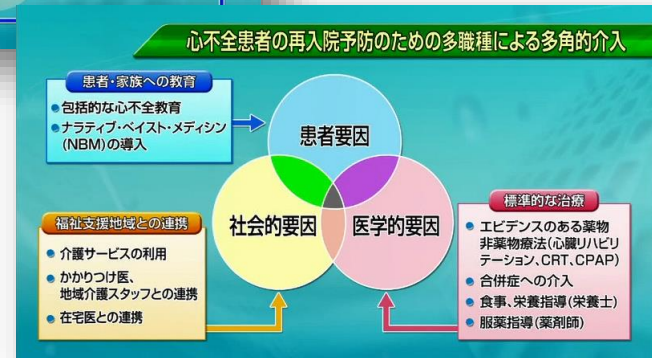 心不全患者の再入院予防のための多職種による多角的介入
患者・家族への教育
●包括的な心不全教育
●ナラティブ・ベイスト・メディシン
(NBM)の導入
患者要因
社会的要因
医学的要因
福祉支援地域との連携
●介護サービスの利用
●かかりつけ医、
地域介護スタッフとの連携
●在宅医との連携
標準的な治療
●エビデンスのある薬物
非薬物療法(心臓リハビリ
テーション、CRT、CPAP)
●合併症への介入
●食事、栄養指導(栄養士)
●服薬指導(薬剤師)